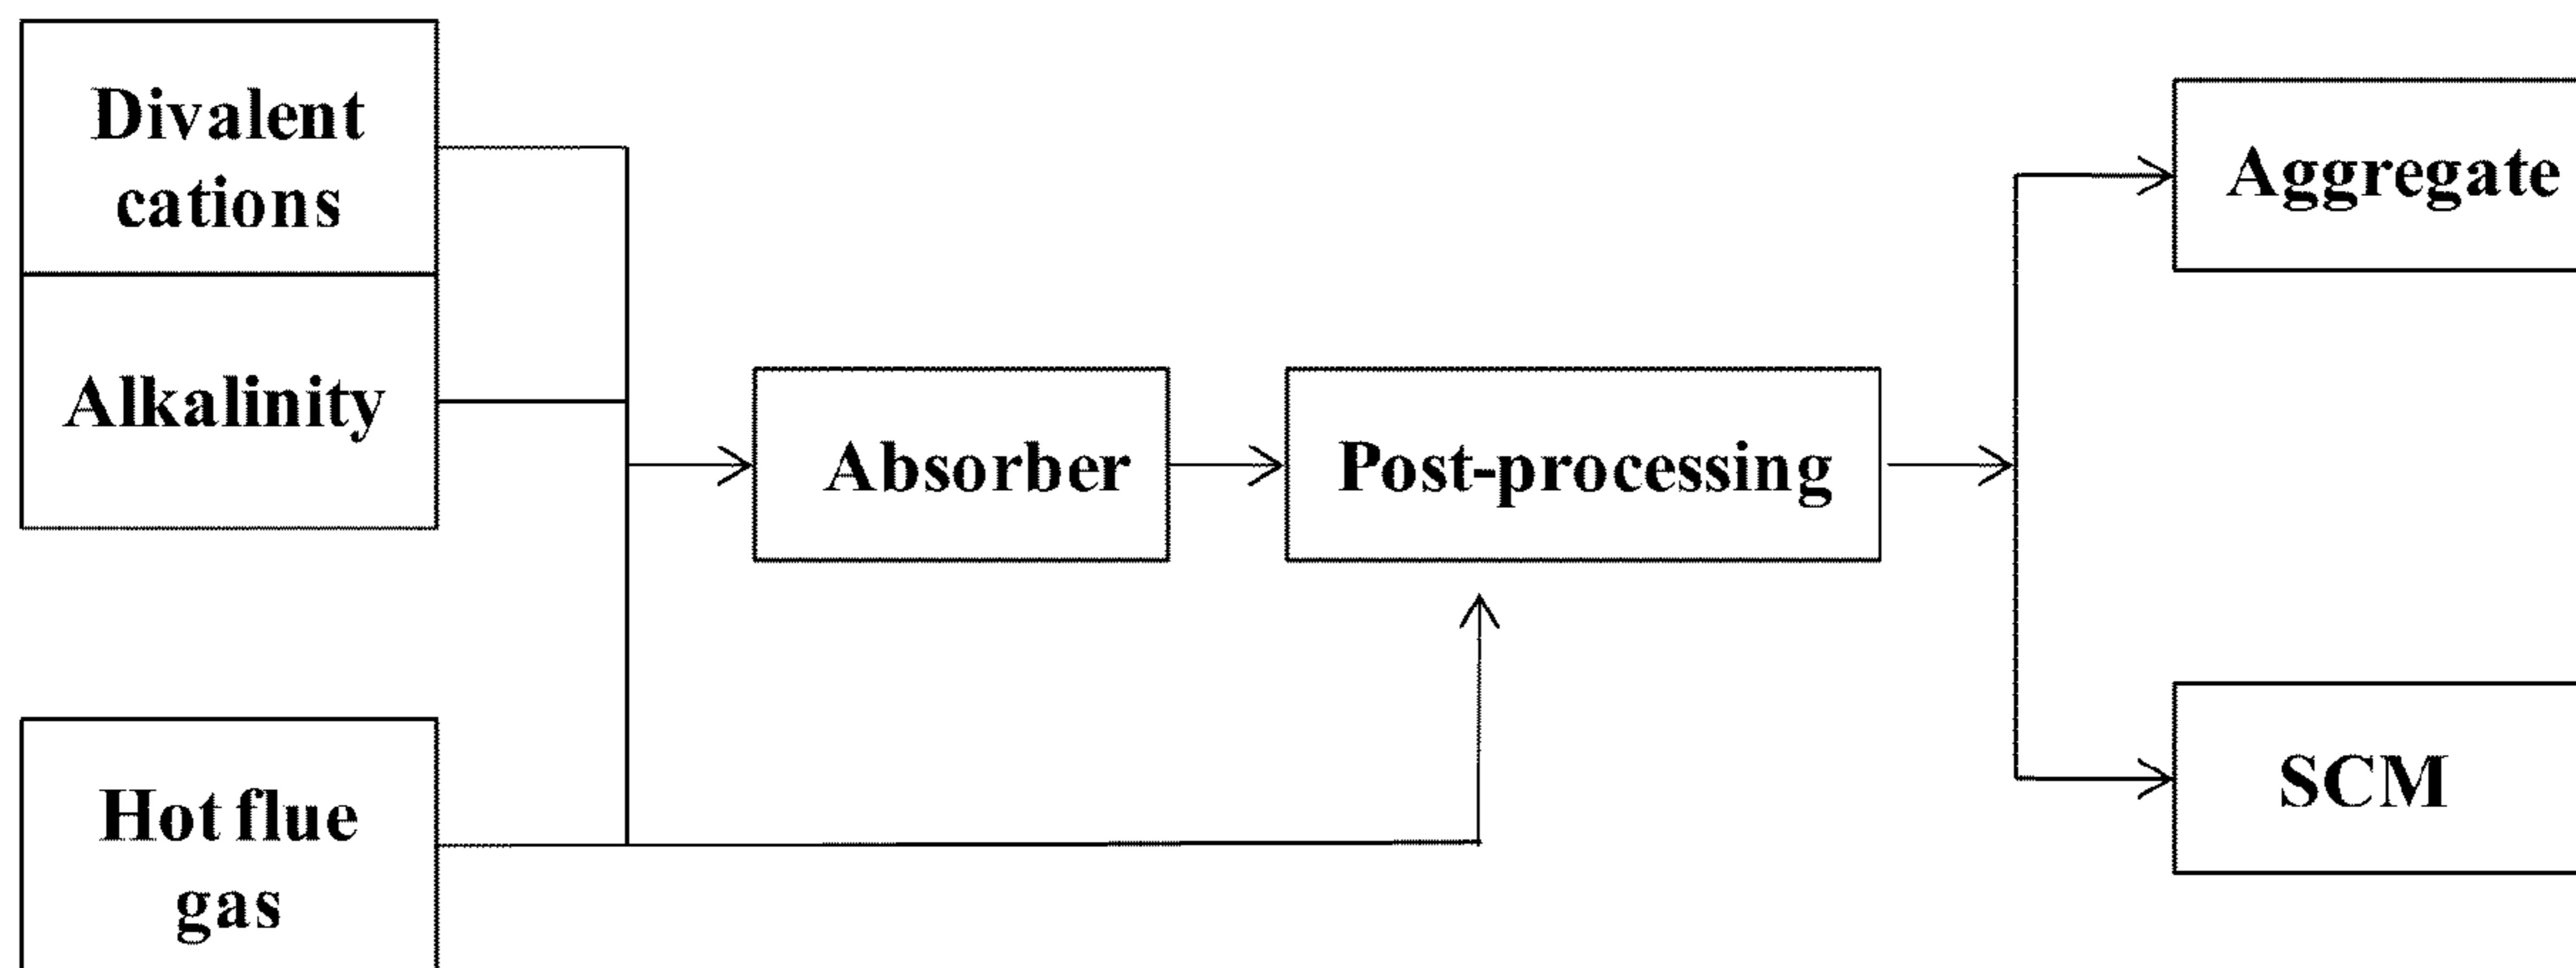 Divalent
cations
Alkalinity
Hot flue
gas
Absorber
Post-processing
Aggregate
SCM